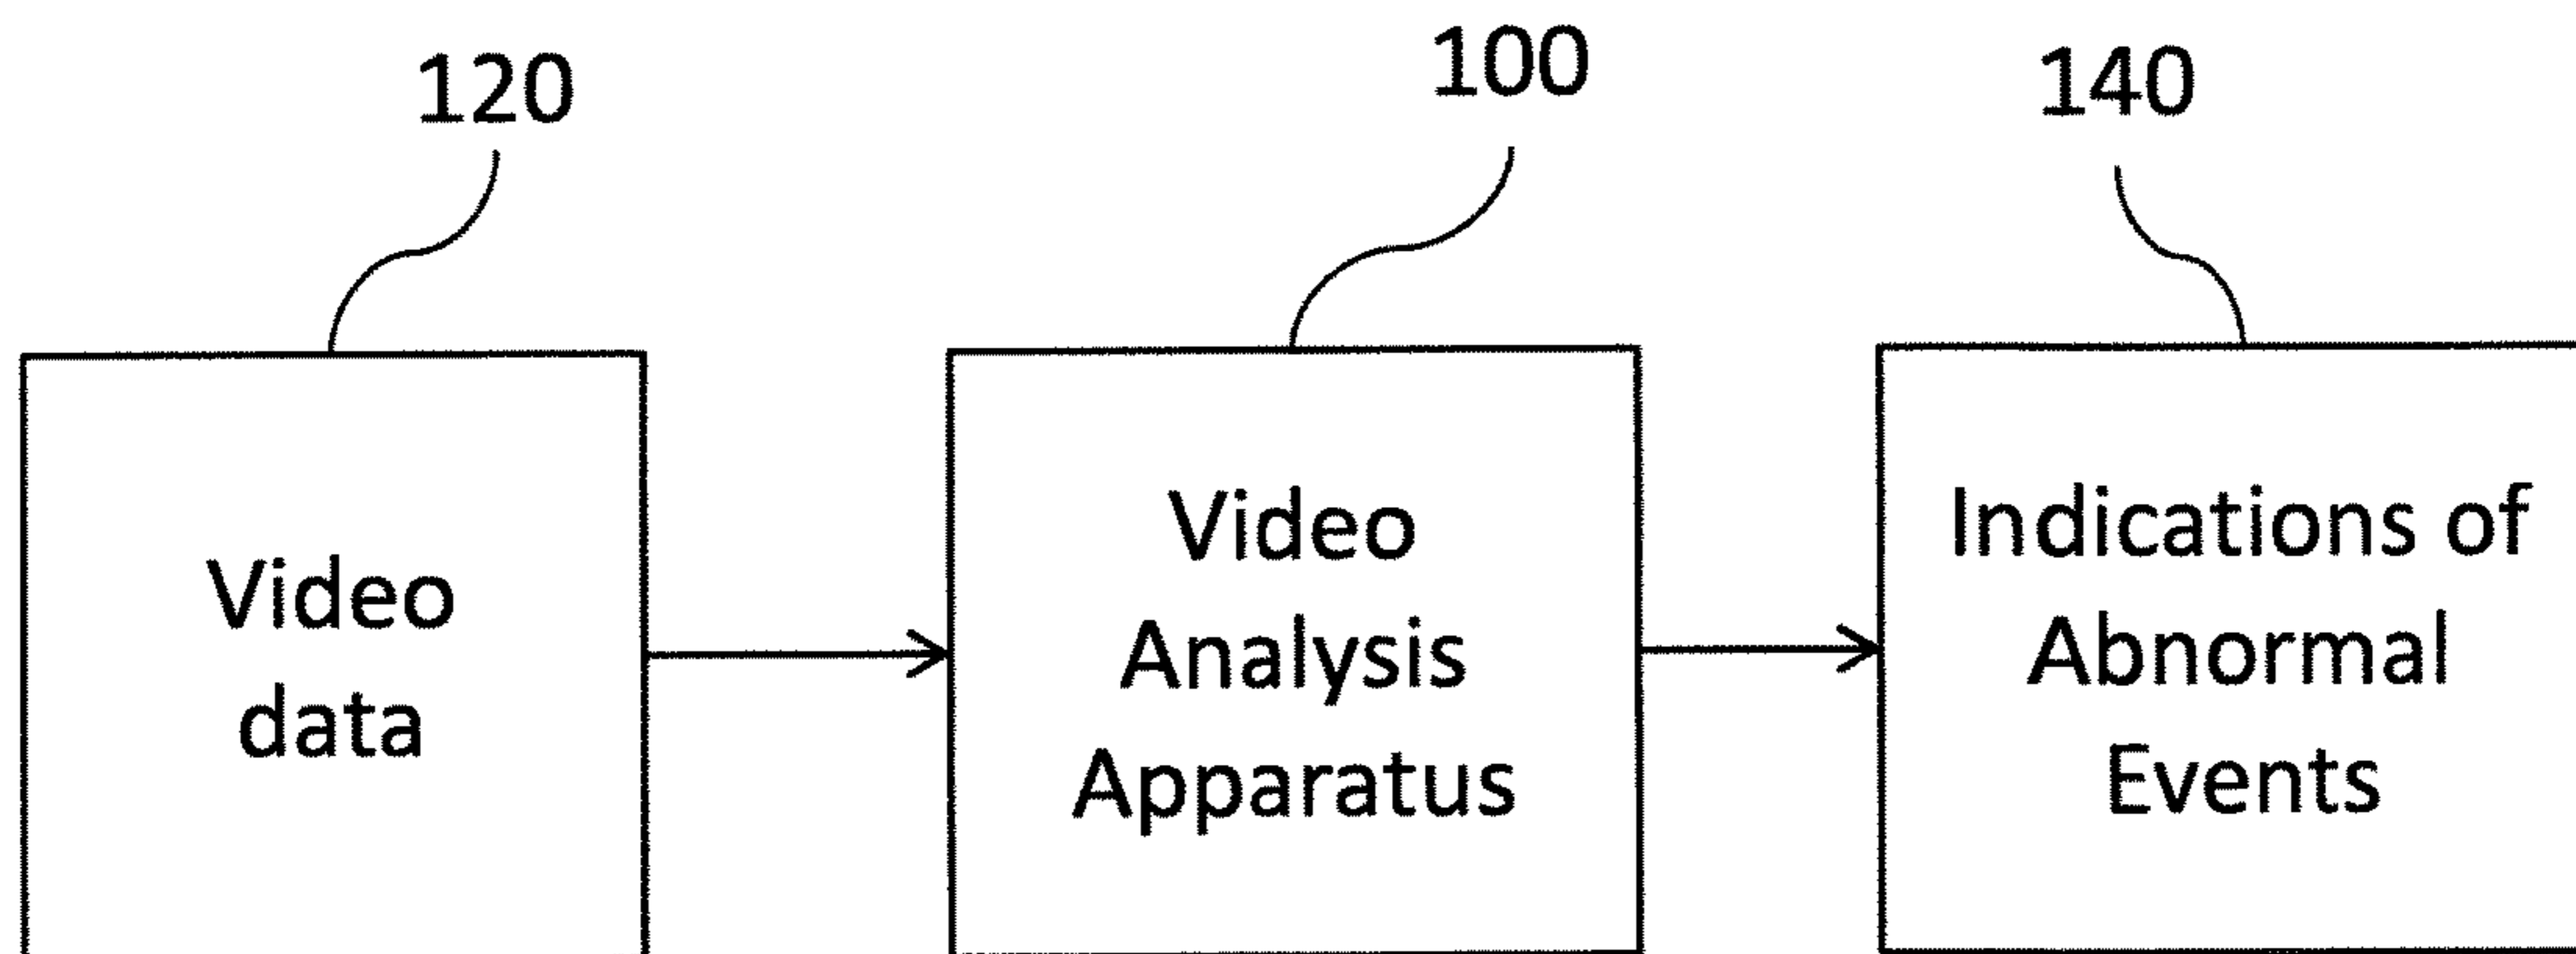 120
100
140
Video
data
Video
Analysis
Apparatus
Indications of
Abnormal
Events